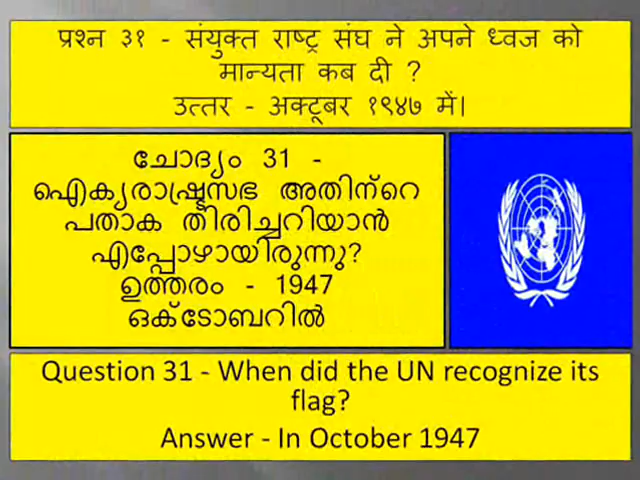 प्रश्न ३१ - संयुक्त राष्ट्र संघ ने अपने ध्वज को
मान्यता कब दी ?
उत्तर - अक्टूबर १९४७ में।
ചോദ്യം 31 -
ഐക്യരാഷ്ട്രസഭ അതിന്റെ
പതാക തിരിച്ചറിയാൻ
എപ്പോഴായിരുന്നു?
ഉത്തരം - 1947
ഒക്ടോബറിൽ
Question 31 - When did the UN recognize its
flag?
Answer - In October 1947